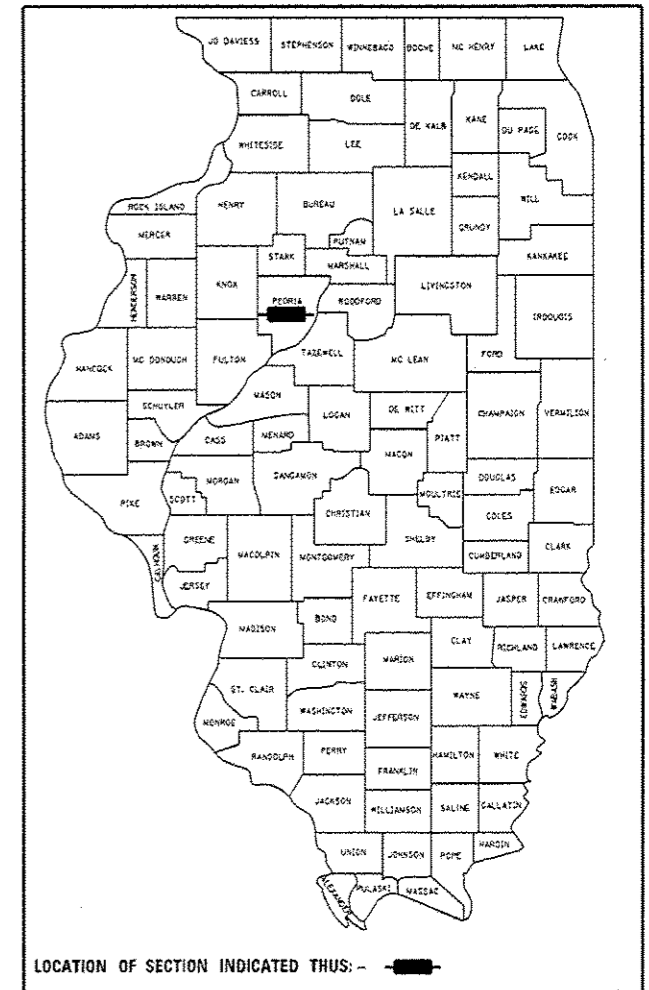 JO DAVIESS STEPHENSON WINNEBAGO BOONE MC HENRY LAKE
CARROLL OGLE DE KALB KANE DU PAGE COOK
WHITESIDE LEE KENDALL WILL
ROCK ISLAND HENRY BUREAU LA SALLE GRUNDY
MERCER STARK PUTNAM KANKAKEE
HENDERSON WARREN KNOX PEORIA MARSHALL WOODFORD LIVINGSTON IROQUOIS
HANCOCK MC DONOUGH FULTON TAZEWELL MC LEAN FORD
SCHUYLER MASON LOGAN DE WITT CHAMPAIGN VERMILION
ADAMS BROWN CASS MENARD MACON PIATT
PIKE SCOTT MORGAN SANGAMON MOULTRIE DOUGLAS EDGAR
CHRISTIAN COLES
CALHOUN GREENE MACOUPIN MONTGOMERY SHELBY CUMBERLAND CLARK
JERSEY FAYETTE EFFINGHAM JASPER CRAWFORD
MADISON BOND CLAY RICHLAND LAWRENCE
CLINTON MARION
ST. CLAIR WASHINGTON JEFFERSON WAYNE EDWARDS WABASH
MONROE
RANDOLPH PERRY FRANKLIN HAMILTON WHITE
JACKSON WILLIAMSON SALINE GALLATIN
UNION JOHNSON POPE HARDIN
ALEXANDER PULASKI MASSAC
LOCATION OF SECTION INDICATED THUS: -